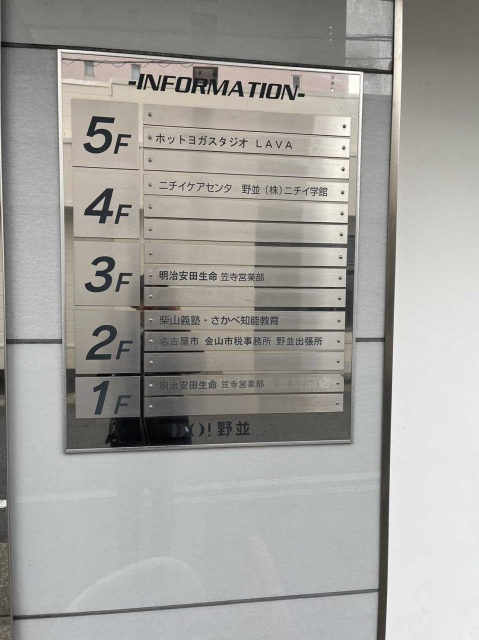 -INFORMATION-
5F
ホットヨガスタジオ LAVA
4F
ニチイケアセンタ 野並 (株)ニチイ学館
3F
明治安田生命 笠寺営業部
2F
柴山義塾・さかべ知能教育
名古屋市 金山市税事務所 野並出張所
1F
明治安田生命 笠寺営業部
DO!野並